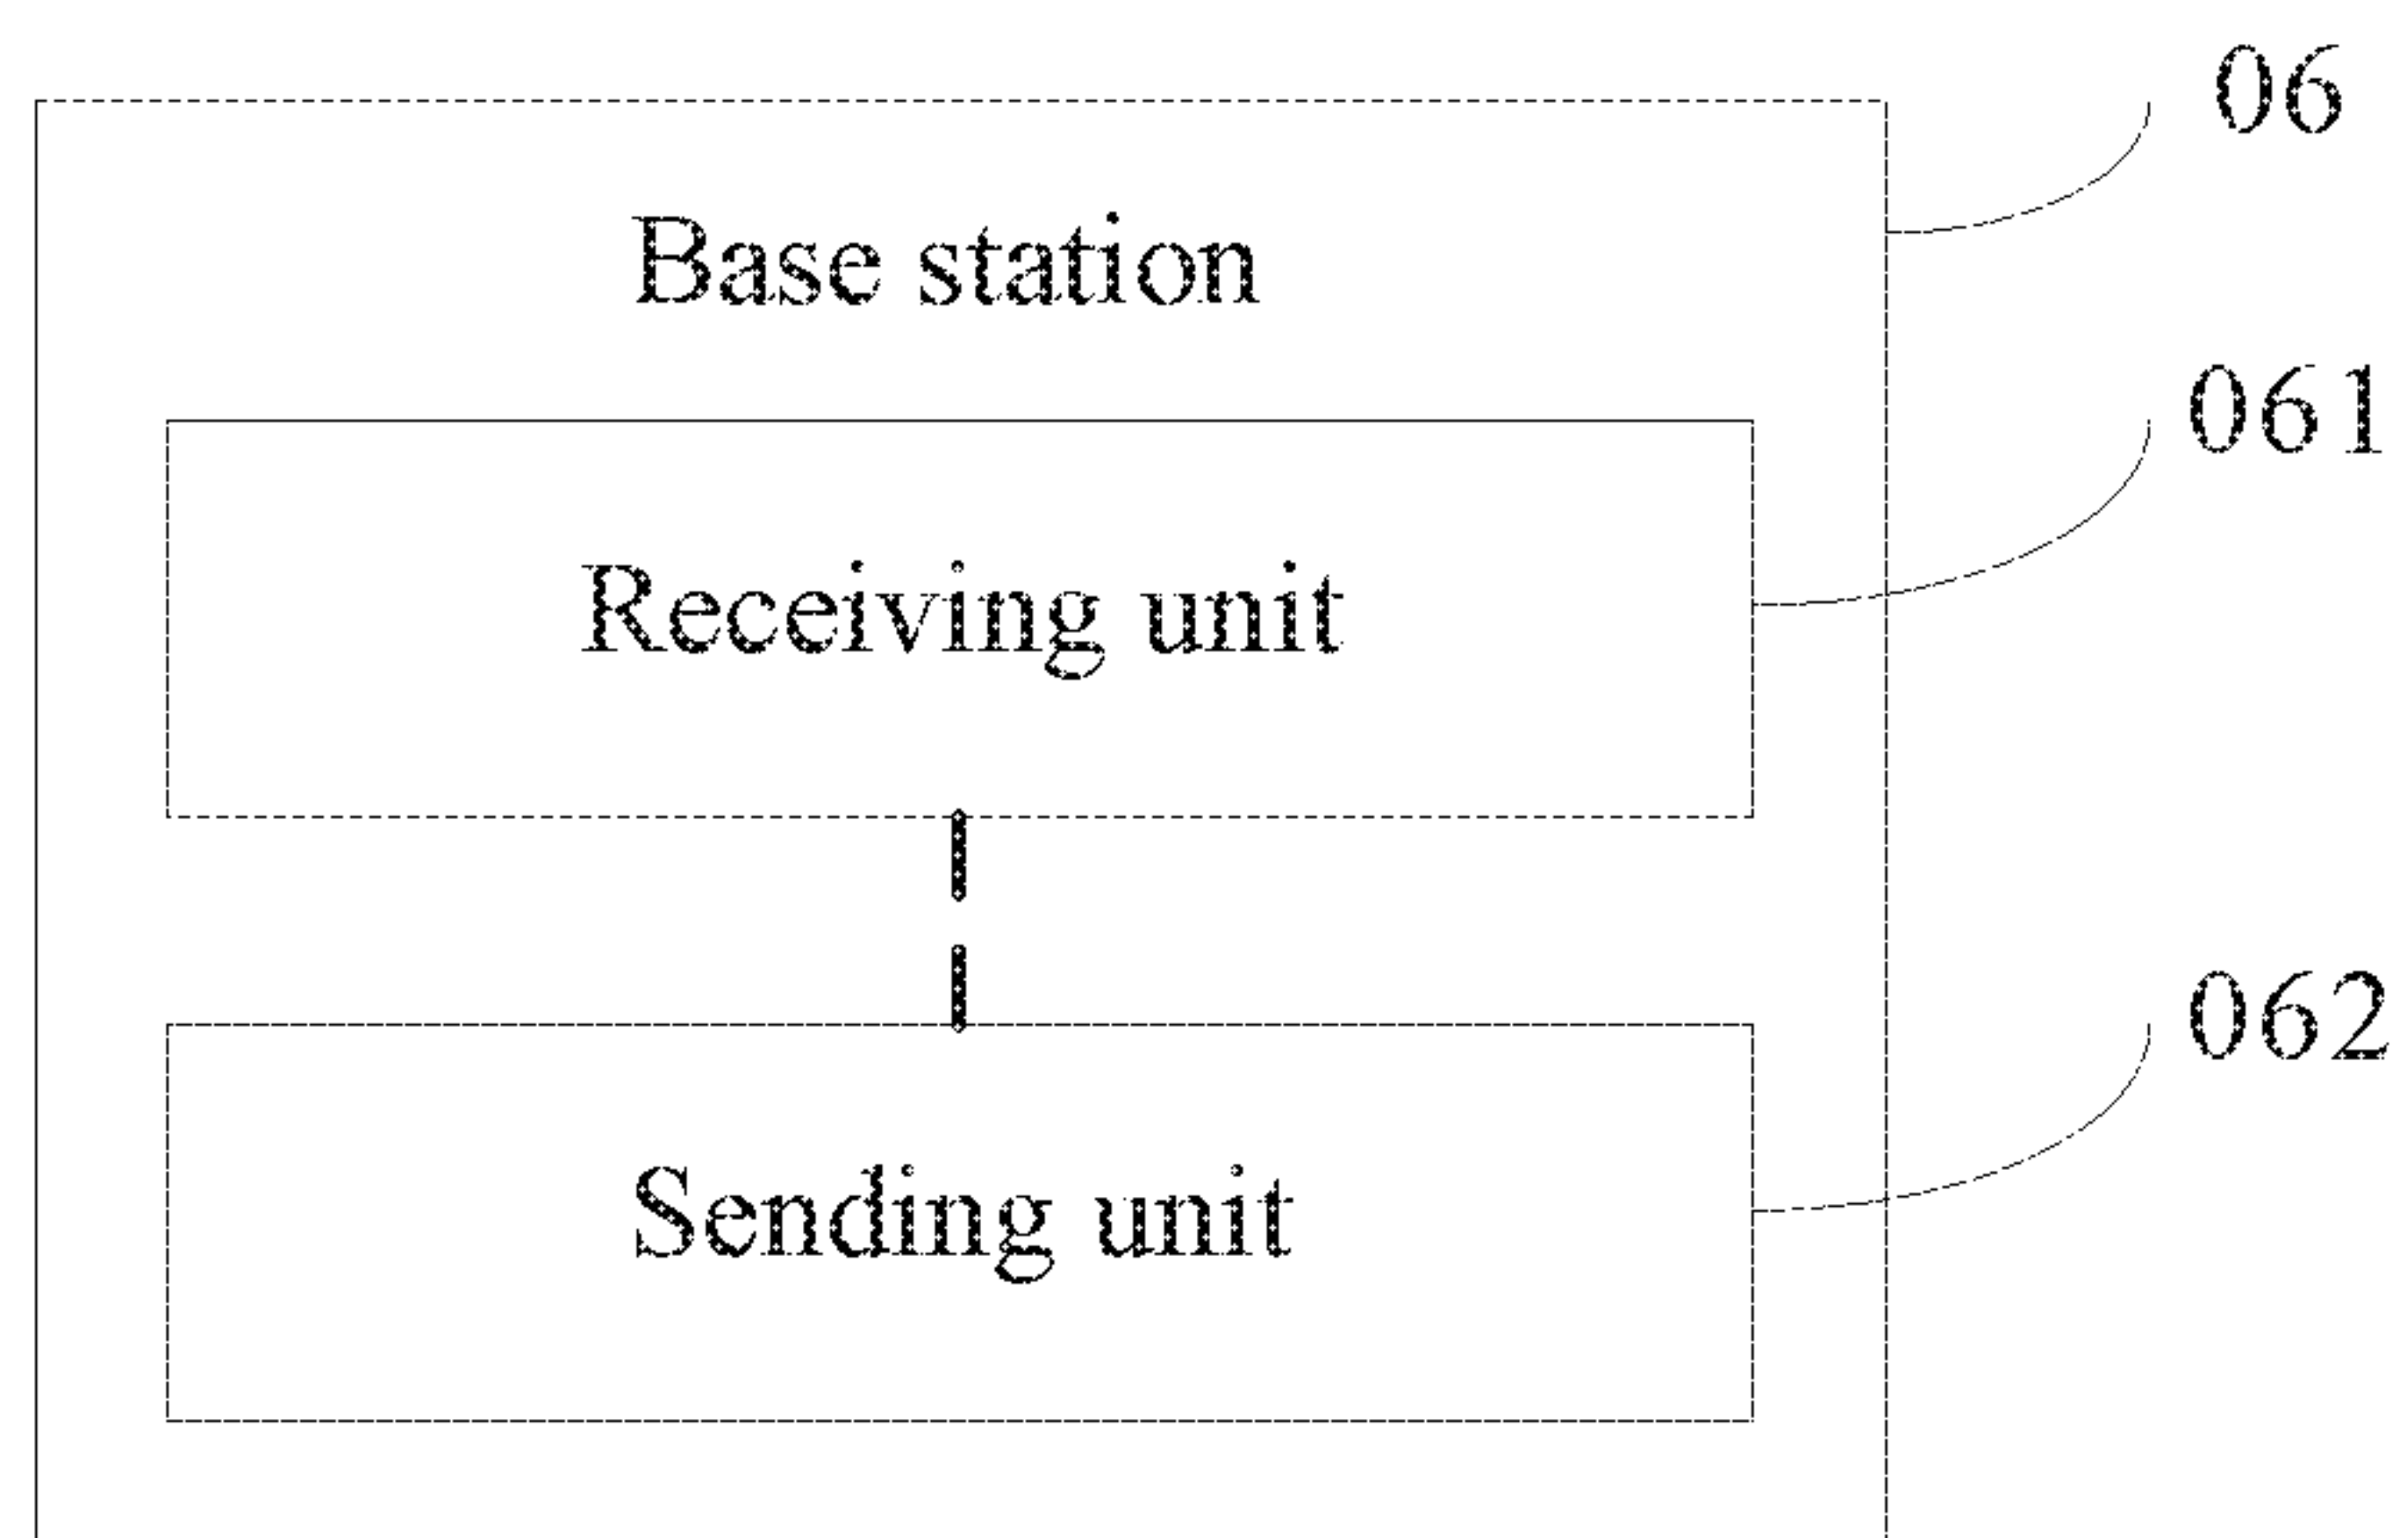 06
Base station
061
Receiving unit
062
Sending unit